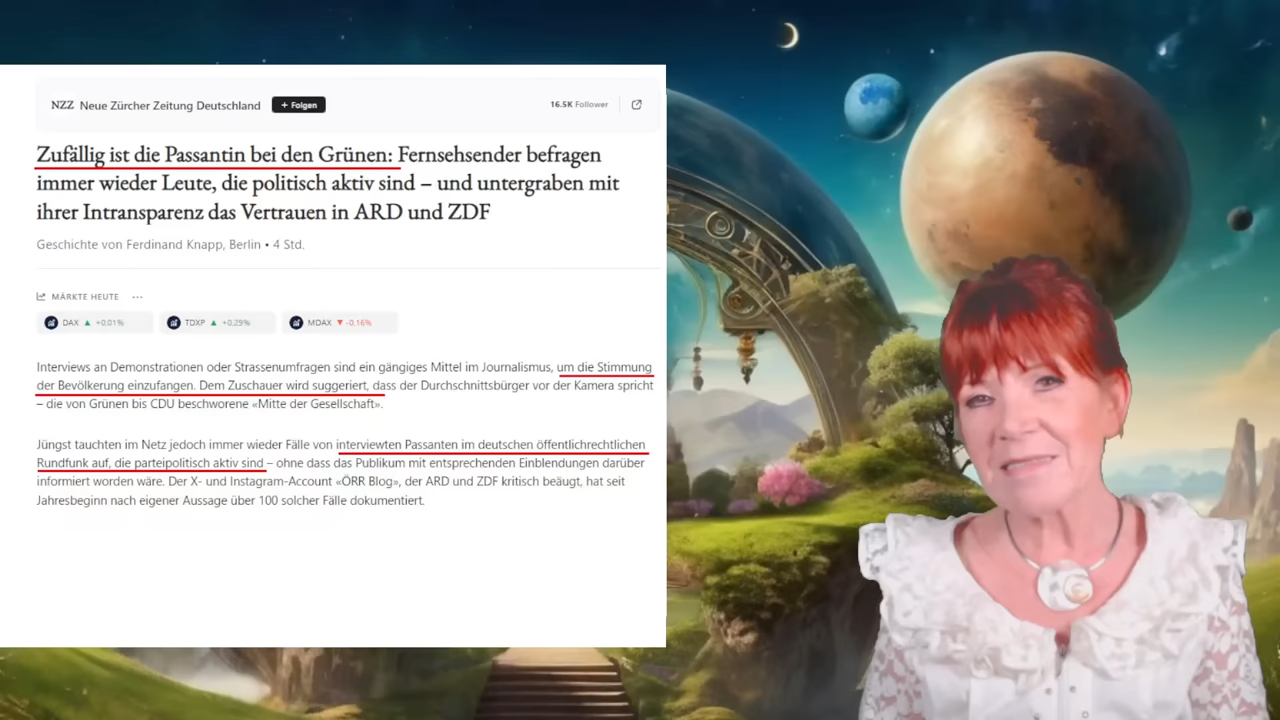 NZZ Neue Zürcher Zeitung Deutschland + Folgen 16.5K Follower
Zufällig ist die Passantin bei den Grünen: Fernsehsender befragen
immer wieder Leute, die politisch aktiv sind – und untergraben mit
ihrer Intransparenz das Vertrauen in ARD und ZDF
Geschichte von Ferdinand Knapp, Berlin • 4 Std.
MÄRKTE HEUTE ...
DAX ▲ +0,01% TDXP ▲ +0,29% MDAX ▼ -0,16%
Interviews an Demonstrationen oder Strassenumfragen sind ein gängiges Mittel im Journalismus, um die Stimmung
der Bevölkerung einzufangen. Dem Zuschauer wird suggeriert, dass der Durchschnittsbürger vor der Kamera spricht
– die von Grünen bis CDU beschworene «Mitte der Gesellschaft».
Jüngst tauchten im Netz jedoch immer wieder Fälle von interviewten Passanten im deutschen öffentlichrechtlichen
Rundfunk auf, die parteipolitisch aktiv sind – ohne dass das Publikum mit entsprechenden Einblendungen darüber
informiert worden wäre. Der X- und Instagram-Account «ÖRR Blog», der ARD und ZDF kritisch beäugt, hat seit
Jahresbeginn nach eigener Aussage über 100 solcher Fälle dokumentiert.